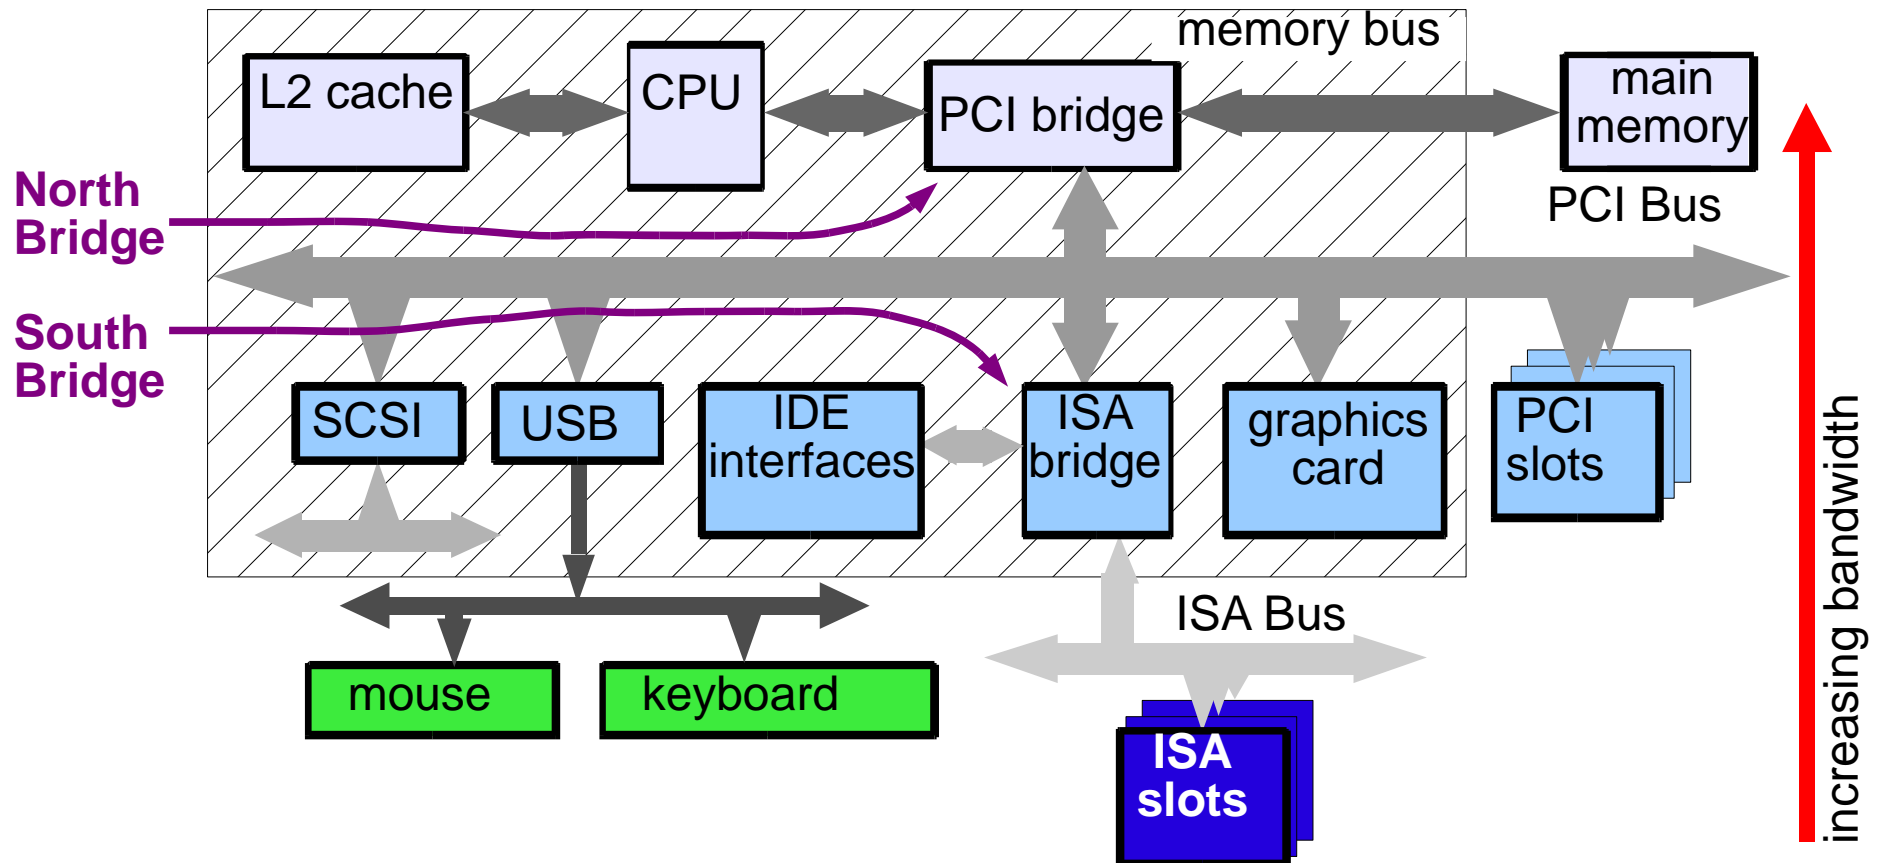 memory bus
L2 cache
CPU
PCI bridge
main
memory
North
Bridge
PCI Bus
South
Bridge
SCSI
USB
IDE
interfaces
ISA
bridge
graphics
card
PCI
slots
increasing bandwidth
ISA Bus
mouse
keyboard
ISA
slots